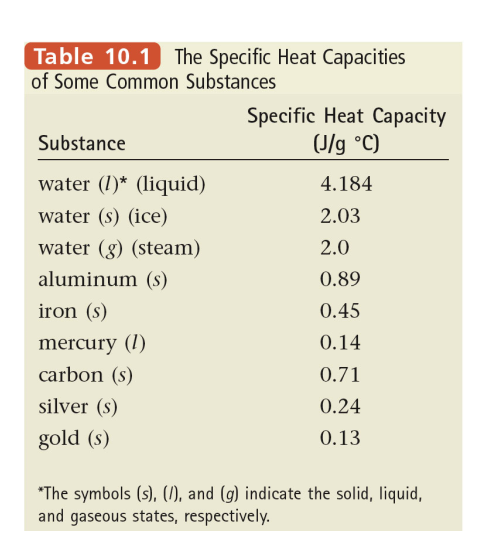 Table 10.1 The Specific Heat Capacities
of Some Common Substances
Specific Heat Capacity
Substance (J/g °C)
water (l)* (liquid) 4.184
water (s) (ice) 2.03
water (g) (steam) 2.0
aluminum (s) 0.89
iron (s) 0.45
mercury (l) 0.14
carbon (s) 0.71
silver (s) 0.24
gold (s) 0.13
*The symbols (s), (l), and (g) indicate the solid, liquid,
and gaseous states, respectively.